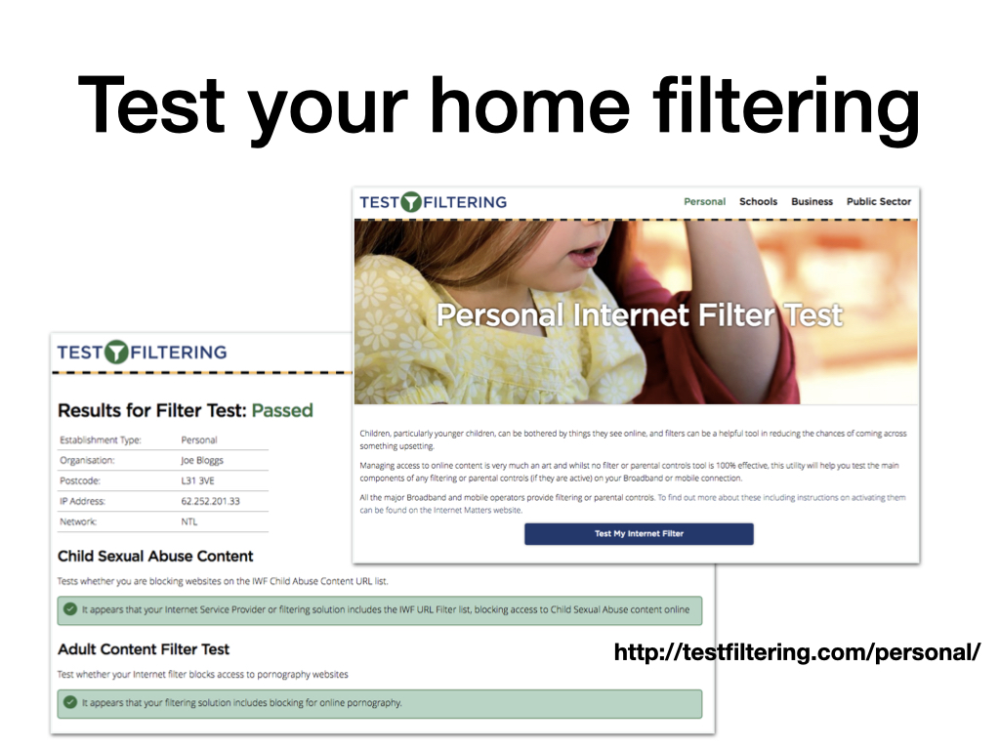 Test your home filtering
TEST FILTERING
Personal Schools Business Public Sector
Personal Internet Filter Test
Children, particularly younger children, can be bothered by things they see online, and filters can be a helpful tool in reducing the chances of coming across
something upsetting.
Managing access to online content is very much an art and whilst no filter or parental controls tool is 100% effective, this utility will help you test the main
components of any filtering or parental controls (if they are active) on your Broadband or mobile connection.
All the major Broadband and mobile operators provide filtering or parental controls. To find out more about these including instructions on activating them
can be found on the Internet Matters website.
Test My Internet Filter
TEST FILTERING
Results for Filter Test: Passed
Establishment Type: Personal
Organisation: Joe Bloggs
Postcode: L31 3VE
IP Address: 62.252.201.33
Network: NTL
Child Sexual Abuse Content
Tests whether you are blocking websites on the IWF Child Abuse Content URL list.
It appears that your Internet Service Provider or filtering solution includes the IWF URL Filter list, blocking access to Child Sexual Abuse content online
Adult Content Filter Test
Test whether your Internet filter blocks access to pornography websites
It appears that your filtering solution includes blocking for online pornography.
http://testfiltering.com/personal/